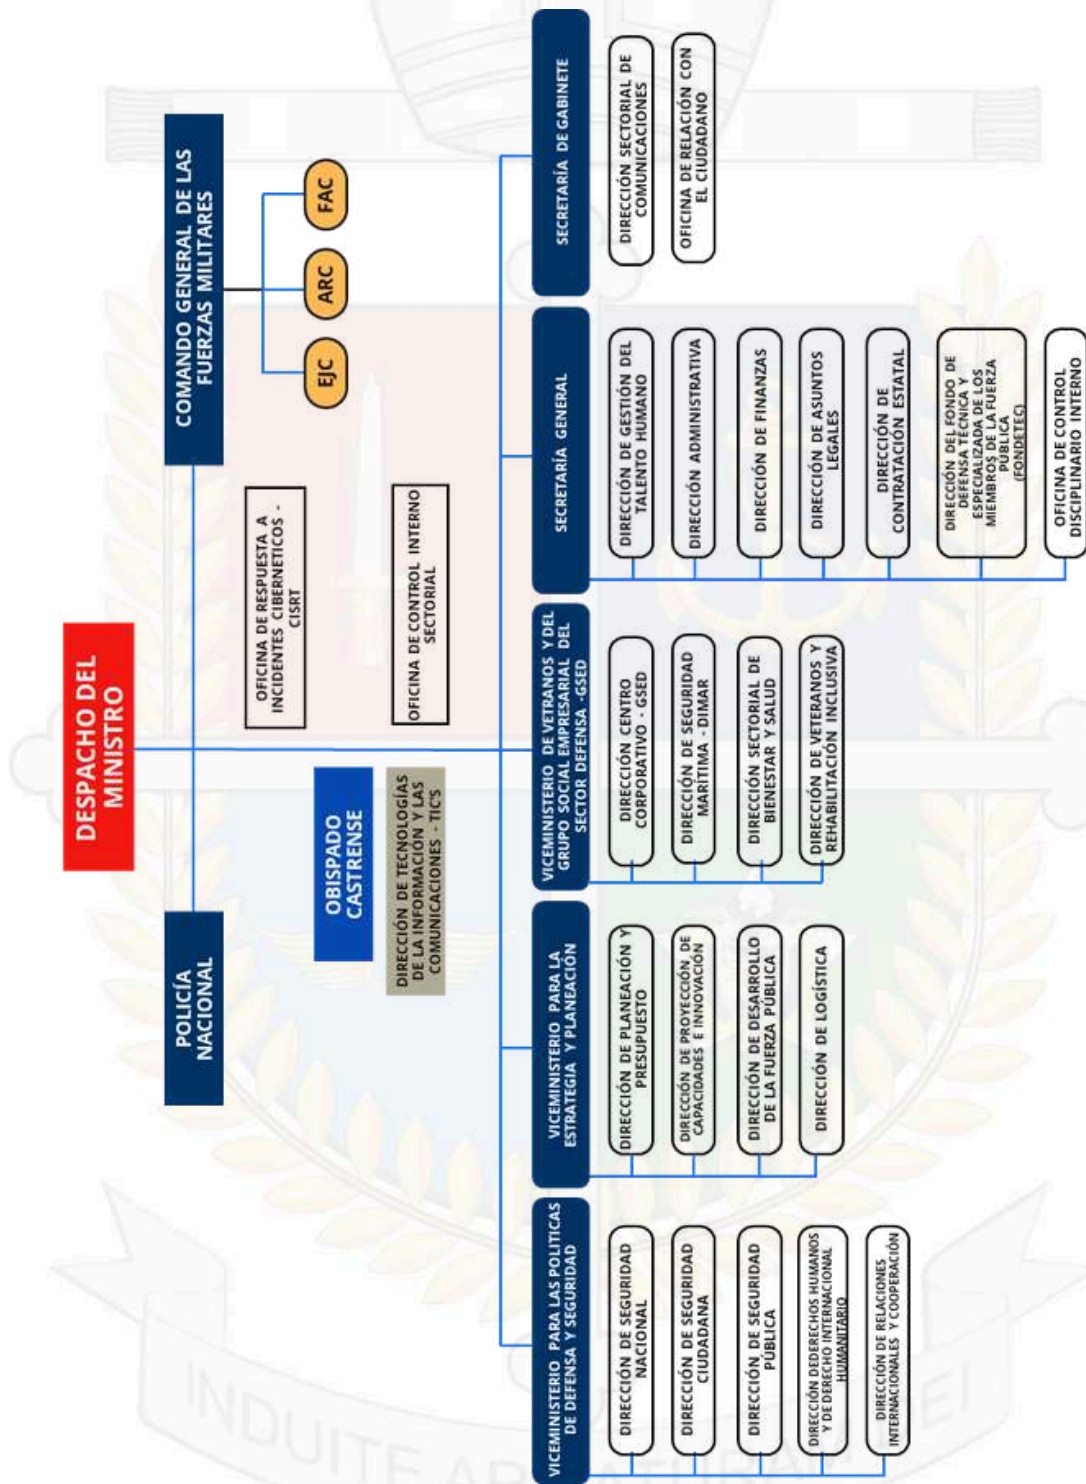 DESPACHO DEL
MINISTRO
POLICÍA
NACIONAL
COMANDO GENERAL DE LAS
FUERZAS MILITARES
EJC
ARC
FAC
OFICINA DE RESPUESTA A
INCIDENTES CIBERNETICOS -
CISRT
OBISPADO
CASTRENSE
DIRECCIÓN DE TECNOLOGÍAS
DE LA INFORMACIÓN Y LAS
COMUNICACIONES - TIC'S
OFICINA DE CONTROL INTERNO
SECTORIAL
VICEMINISTERIO PARA LAS POLITICAS
DE DEFENSA Y SEGURIDAD
DIRECCIÓN DE SEGURIDAD
NACIONAL
DIRECCIÓN DE SEGURIDAD
CIUDADANA
DIRECCIÓN DE SEGURIDAD
PÚBLICA
DIRECCIÓN DEDERECHOS HUMANOS
Y DE DERECHO INTERNACIONAL
HUMANITARIO
DIRECCIÓN DE RELACIONES
INTERNACIONALES Y COOPERACIÓN
VICEMINISTERIO PARA LA
ESTRATEGIA Y PLANEACIÓN
DIRECCIÓN DE PLANEACIÓN Y
PRESUPUESTO
DIRECCIÓN DE PROYECCIÓN DE
CAPACIDADES E INNOVACIÓN
DIRECCIÓN DE DESARROLLO
DE LA FUERZA PÚBLICA
DIRECCIÓN DE LOGÍSTICA
VICEMINISTERIO DE VETRANOS Y DEL
GRUPO SOCIAL EMPRESARIAL DEL
SECTOR DEFENSA -GSED
DIRECCIÓN CENTRO
CORPORATIVO - GSED
DIRECCIÓN DE SEGURIDAD
MARÍTIMA - DIMAR
DIRECCIÓN SECTORIAL DE
BIENESTAR Y SALUD
DIRECCIÓN DE VETERANOS Y
REHABILITACIÓN INCLUSIVA
SECRETARÍA GENERAL
DIRECCIÓN DE GESTIÓN DEL
TALENTO HUMANO
DIRECCIÓN ADMINISTRATIVA
DIRECCIÓN DE FINANZAS
DIRECCIÓN DE ASUNTOS
LEGALES
DIRECCIÓN DE
CONTRATACIÓN ESTATAL
DIRECCIÓN DEL FONDO DE
DEFENSA TÉCNICA Y
ESPECIALIZADA DE LOS
MIEMBROS DE LA FUERZA
PÚBLICA
(FONDETEC)
OFICINA DE CONTROL
DISCIPLINARIO INTERNO
SECRETARÍA DE GABINETE
DIRECCIÓN SECTORIAL DE
COMUNICACIONES
OFICINA DE RELACIÓN CON
EL CIUDADANO
INDUITE